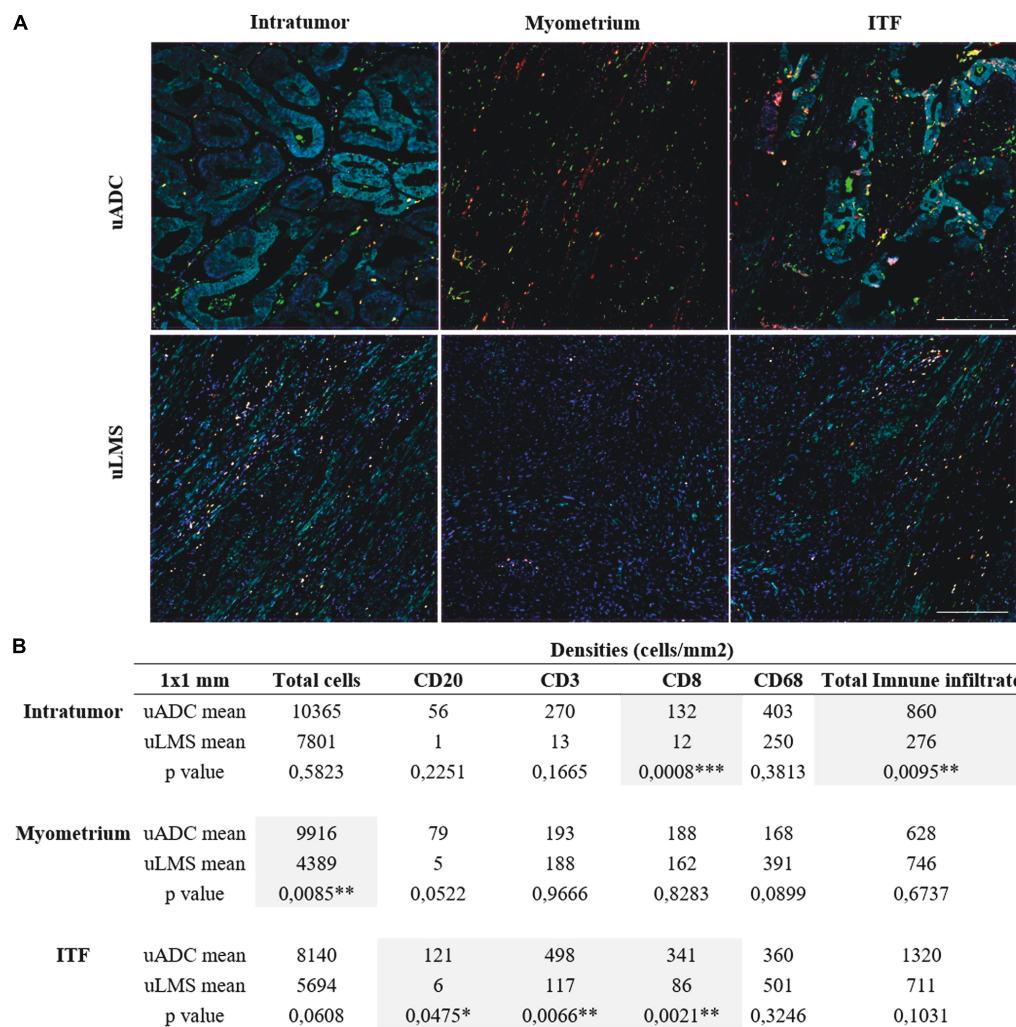 A
Intratumor Myometrium ITF
uADC
uLMS
B
Densities (cells/mm2)
1x1 mm Total cells CD20 CD3 CD8 CD68 Total Imnune infiltrate
Intratumor uADC mean 10365 56 270 132 403 860
uLMS mean 7801 1 13 12 250 276
p value 0,5823 0,2251 0,1665 0,0008*** 0,3813 0,0095**
Myometrium uADC mean 9916 79 193 188 168 628
uLMS mean 4389 5 188 162 391 746
p value 0,0085** 0,0522 0,9666 0,8283 0,0899 0,6737
ITF uADC mean 8140 121 498 341 360 1320
uLMS mean 5694 6 117 86 501 711
p value 0,0608 0,0475* 0,0066** 0,0021** 0,3246 0,1031